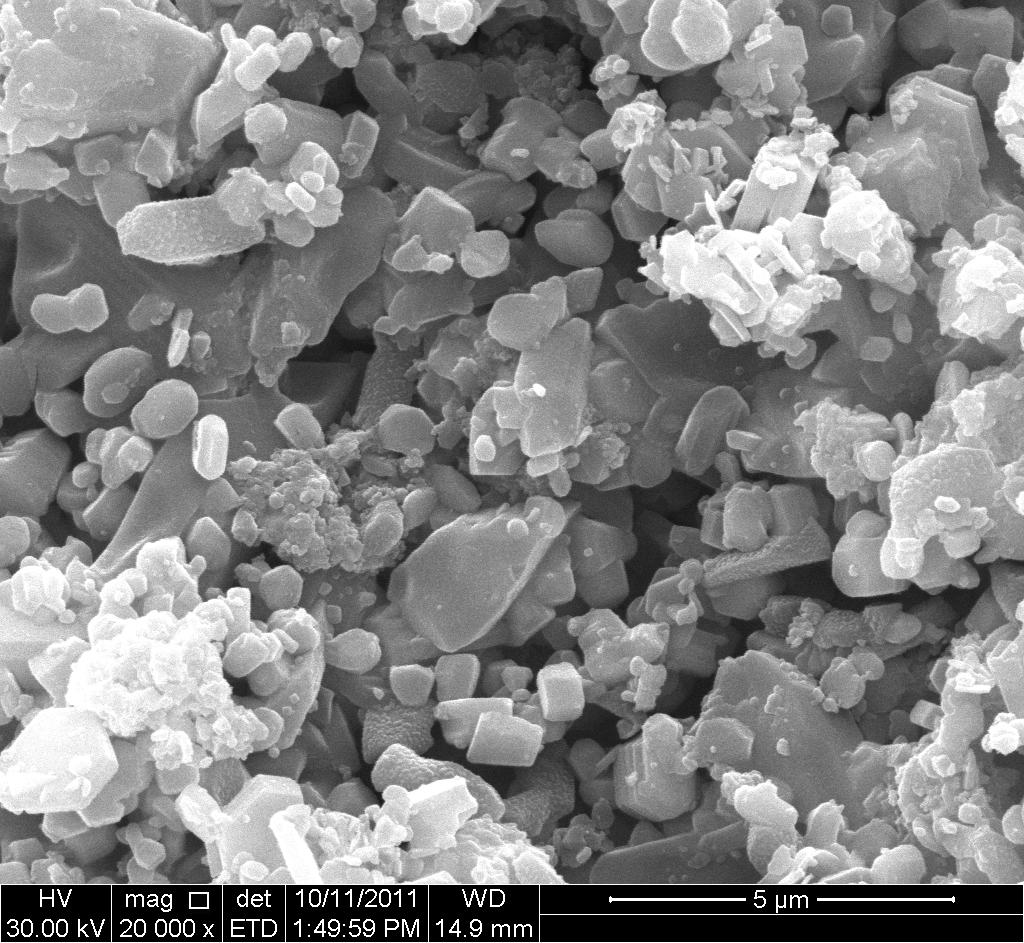 HV mag □ det 10/11/2011 WD
30.00 kV 20 000 x ETD 1:49:59 PM 14.9 mm
5 µm